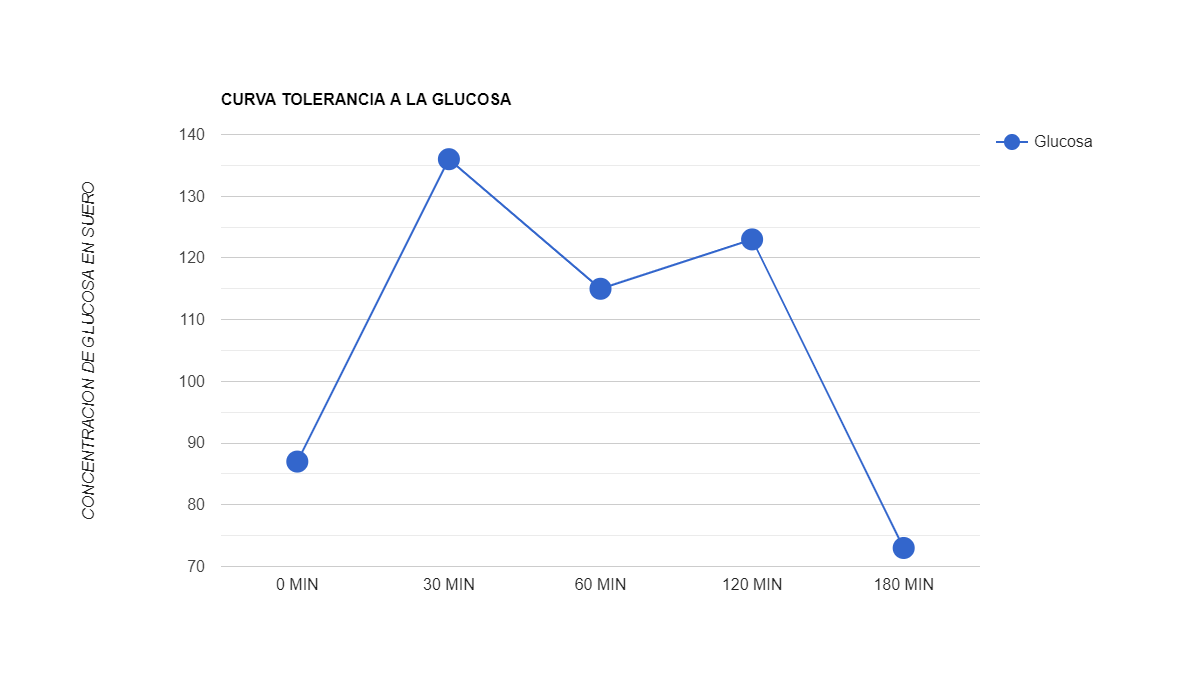 CURVA TOLERANCIA A LA GLUCOSA
Glucosa
CONCENTRACION DE GLUCOSA EN SUERO
140
130
120
110
100
90
80
70
0 MIN
30 MIN
60 MIN
120 MIN
180 MIN